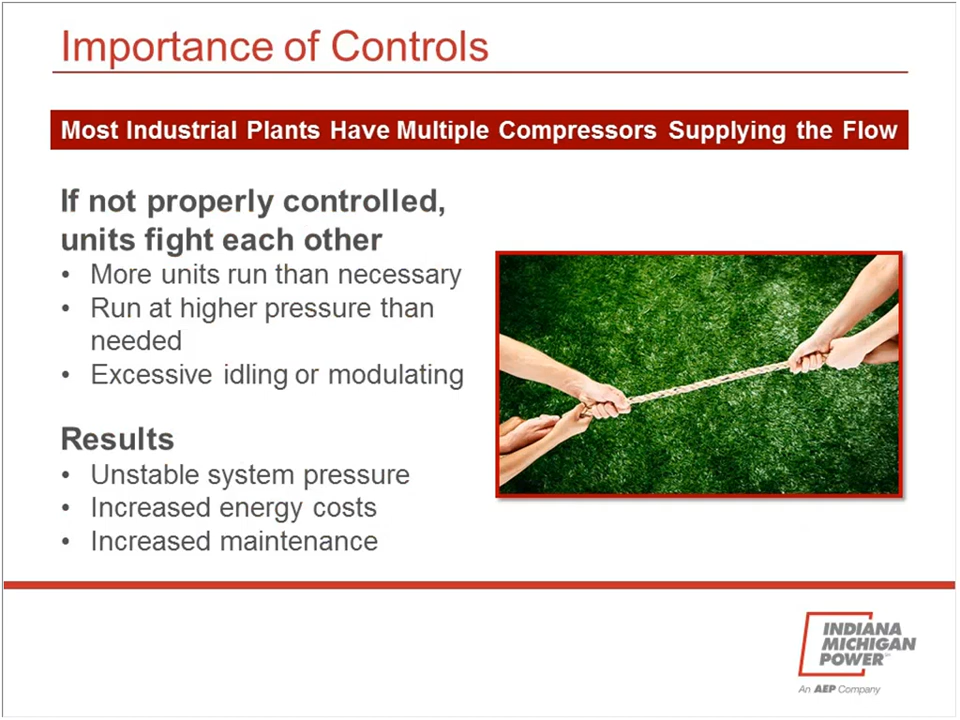 Importance of Controls
Most Industrial Plants Have Multiple Compressors Supplying the Flow
If not properly controlled,
units fight each other
• More units run than necessary
• Run at higher pressure than
needed
• Excessive idling or modulating
Results
• Unstable system pressure
• Increased energy costs
• Increased maintenance
INDIANA
MICHIGAN
POWER
An AEP Company